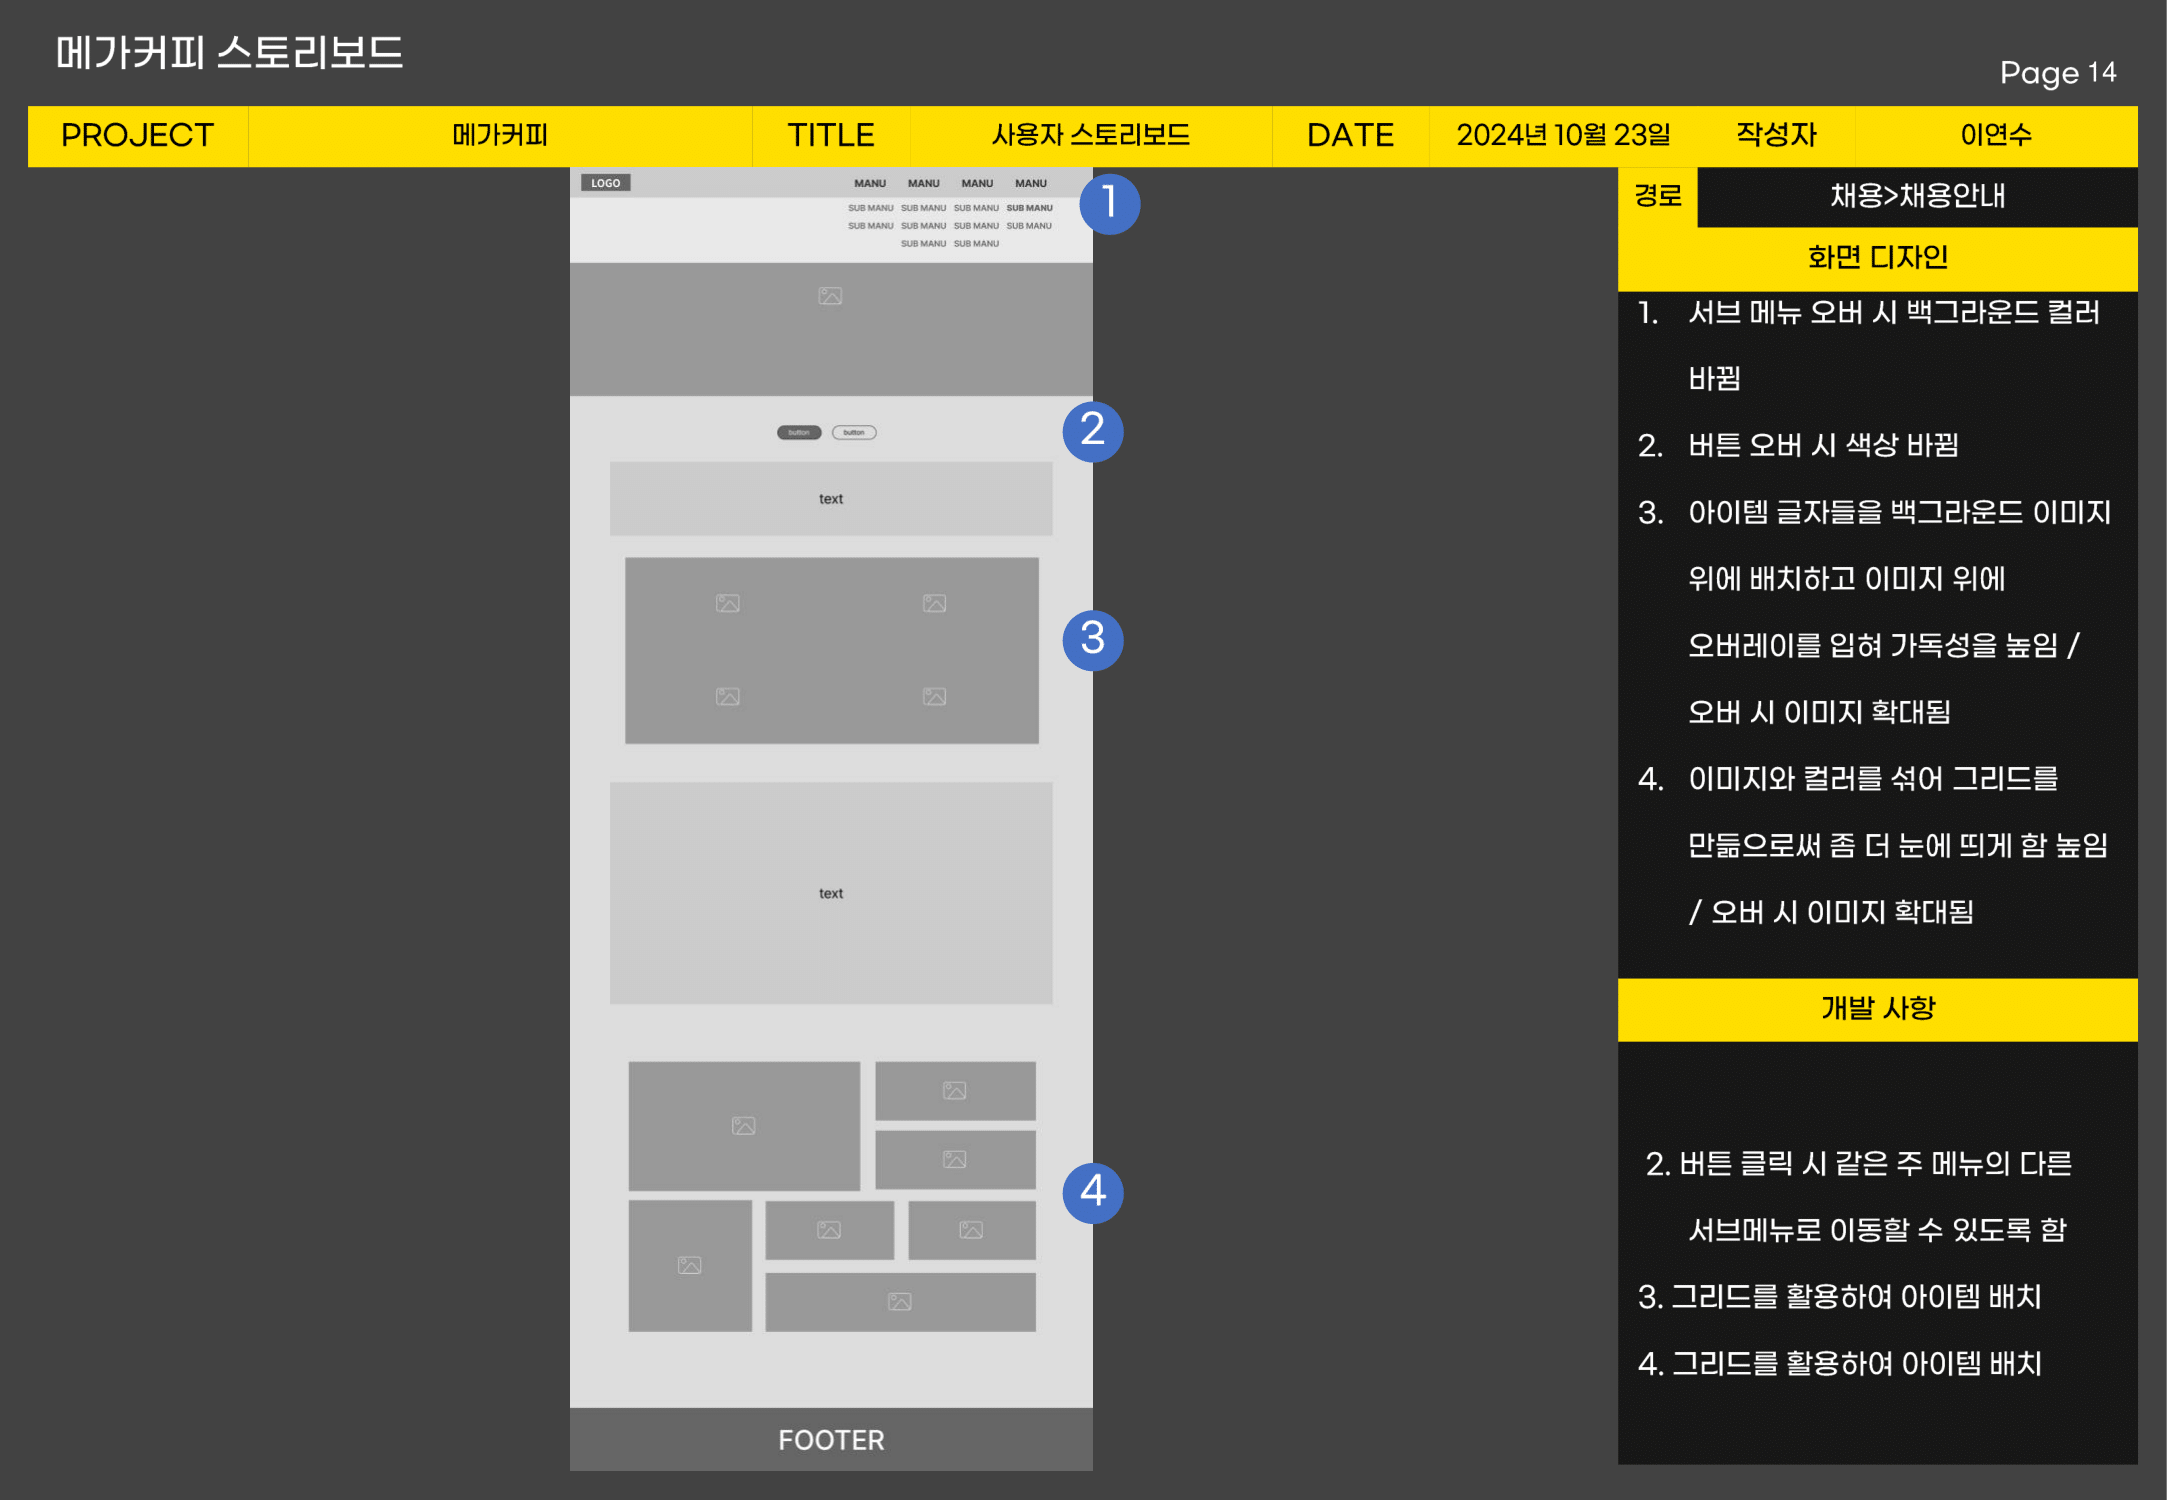 메가커피 스토리보드
Page 14
PROJECT 메가커피 TITLE 사용자 스토리보드 DATE 2024년 10월 23일 작성자 이연수
LOGO MANU MANU MANU MANU
SUB MANU SUB MANU SUB MANU SUB MANU
SUB MANU SUB MANU SUB MANU SUB MANU
SUB MANU SUB MANU
1
button button
2
text
3
text
4
FOOTER
경로 채용>채용안내
화면 디자인
1. 서브 메뉴 오버 시 백그라운드 컬러
바뀜
2. 버튼 오버 시 색상 바뀜
3. 아이템 글자들을 백그라운드 이미지
위에 배치하고 이미지 위에
오버레이를 입혀 가독성을 높임 /
오버 시 이미지 확대됨
4. 이미지와 컬러를 섞어 그리드를
만듦으로써 좀 더 눈에 띄게 함 높임
/ 오버 시 이미지 확대됨
개발 사항
2. 버튼 클릭 시 같은 주 메뉴의 다른
서브메뉴로 이동할 수 있도록 함
3. 그리드를 활용하여 아이템 배치
4. 그리드를 활용하여 아이템 배치